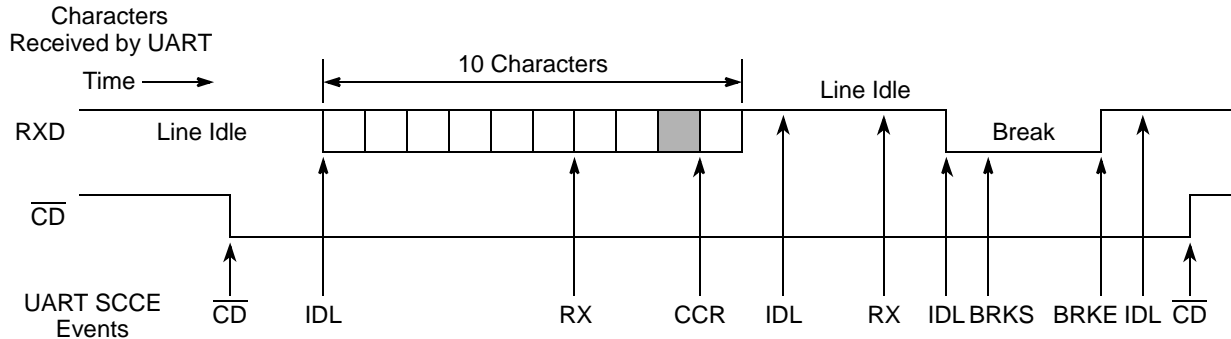 Characters
Received by UART
10 Characters
Time
Line Idle
RXD
Line Idle
Break
CD
UART SCCE
Events
CD
IDL
RX
CCR
IDL
RX
IDL
BRKS
BRKE
IDL
CD